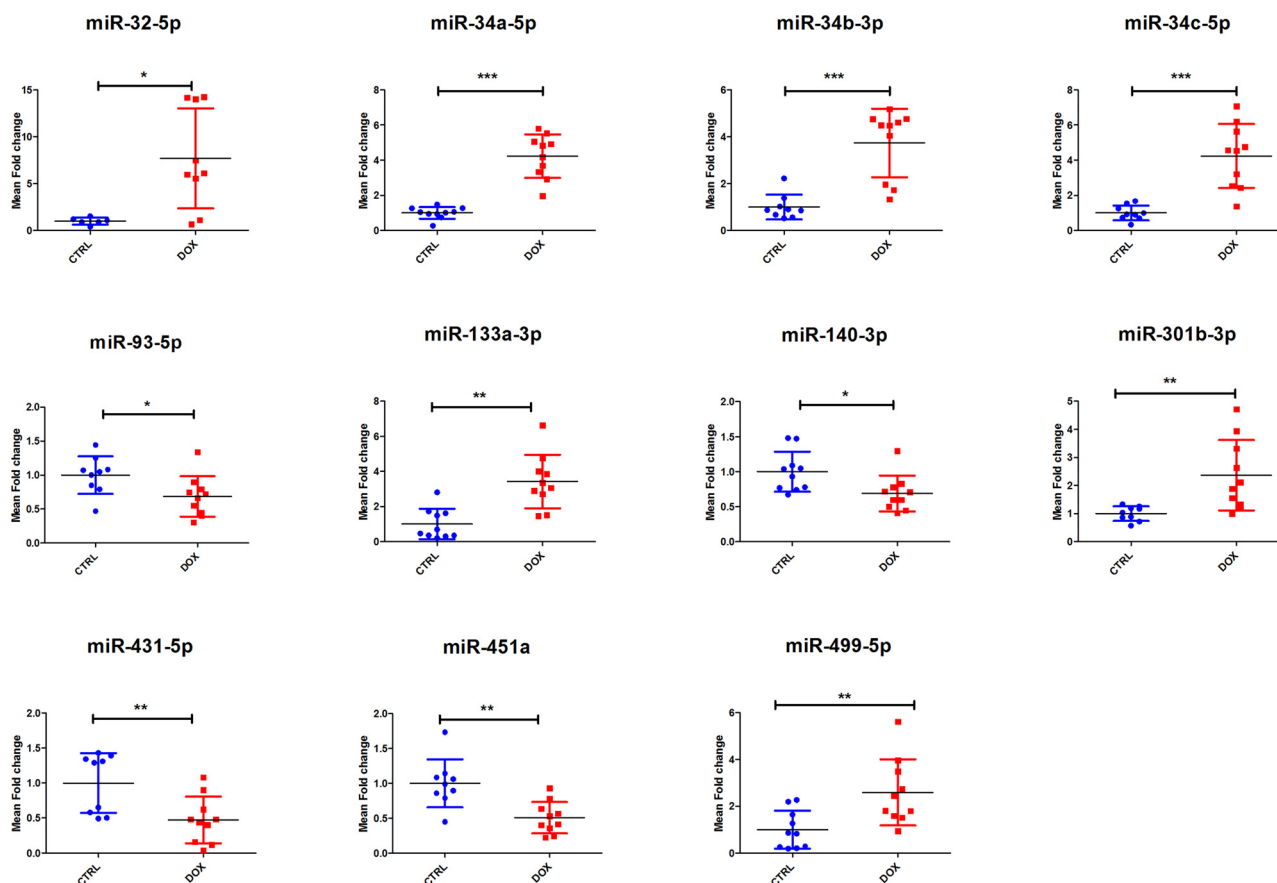 miR-32-5p
*
Mean Fold change
15
10
5
0
CTRL
DOX
miR-34a-5p
***
Mean Fold change
8
6
4
2
0
CTRL
DOX
miR-34b-3p
***
Mean Fold change
6
4
2
0
CTRL
DOX
miR-34c-5p
***
Mean Fold change
8
6
4
2
0
CTRL
DOX
miR-93-5p
*
Mean Fold change
2.0
1.5
1.0
0.5
0.0
CTRL
DOX
miR-133a-3p
**
Mean Fold change
8
6
4
2
0
CTRL
DOX
miR-140-3p
*
Mean Fold change
2.0
1.5
1.0
0.5
0.0
CTRL
DOX
miR-301b-3p
**
Mean Fold change
5
4
3
2
1
0
CTRL
DOX
miR-431-5p
**
Mean Fold change
2.0
1.5
1.0
0.5
0.0
CTRL
DOX
miR-451a
**
Mean Fold change
2.0
1.5
1.0
0.5
0.0
CTRL
DOX
miR-499-5p
**
Mean Fold change
6
4
2
0
CTRL
DOX